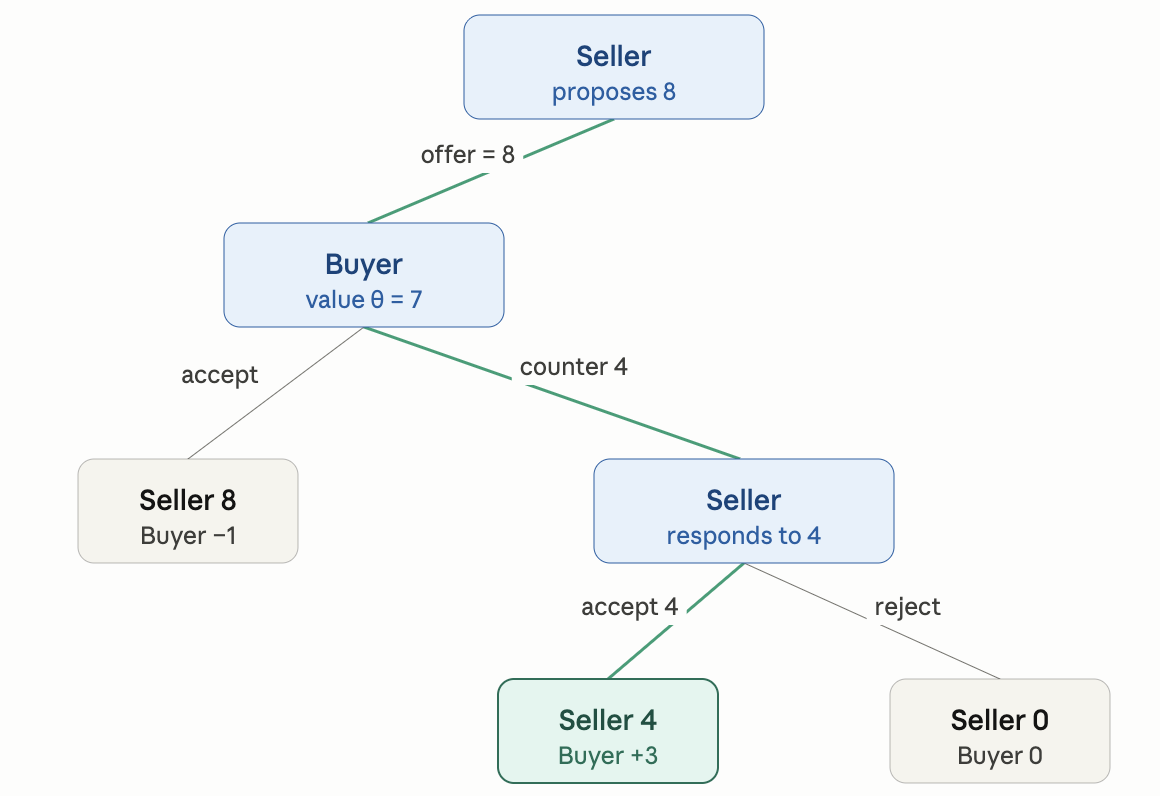 Seller
proposes 8
offer = 8
Buyer
value θ = 7
accept
counter 4
Seller 8
Buyer −1
Seller
responds to 4
accept 4
reject
Seller 4
Buyer +3
Seller 0
Buyer 0